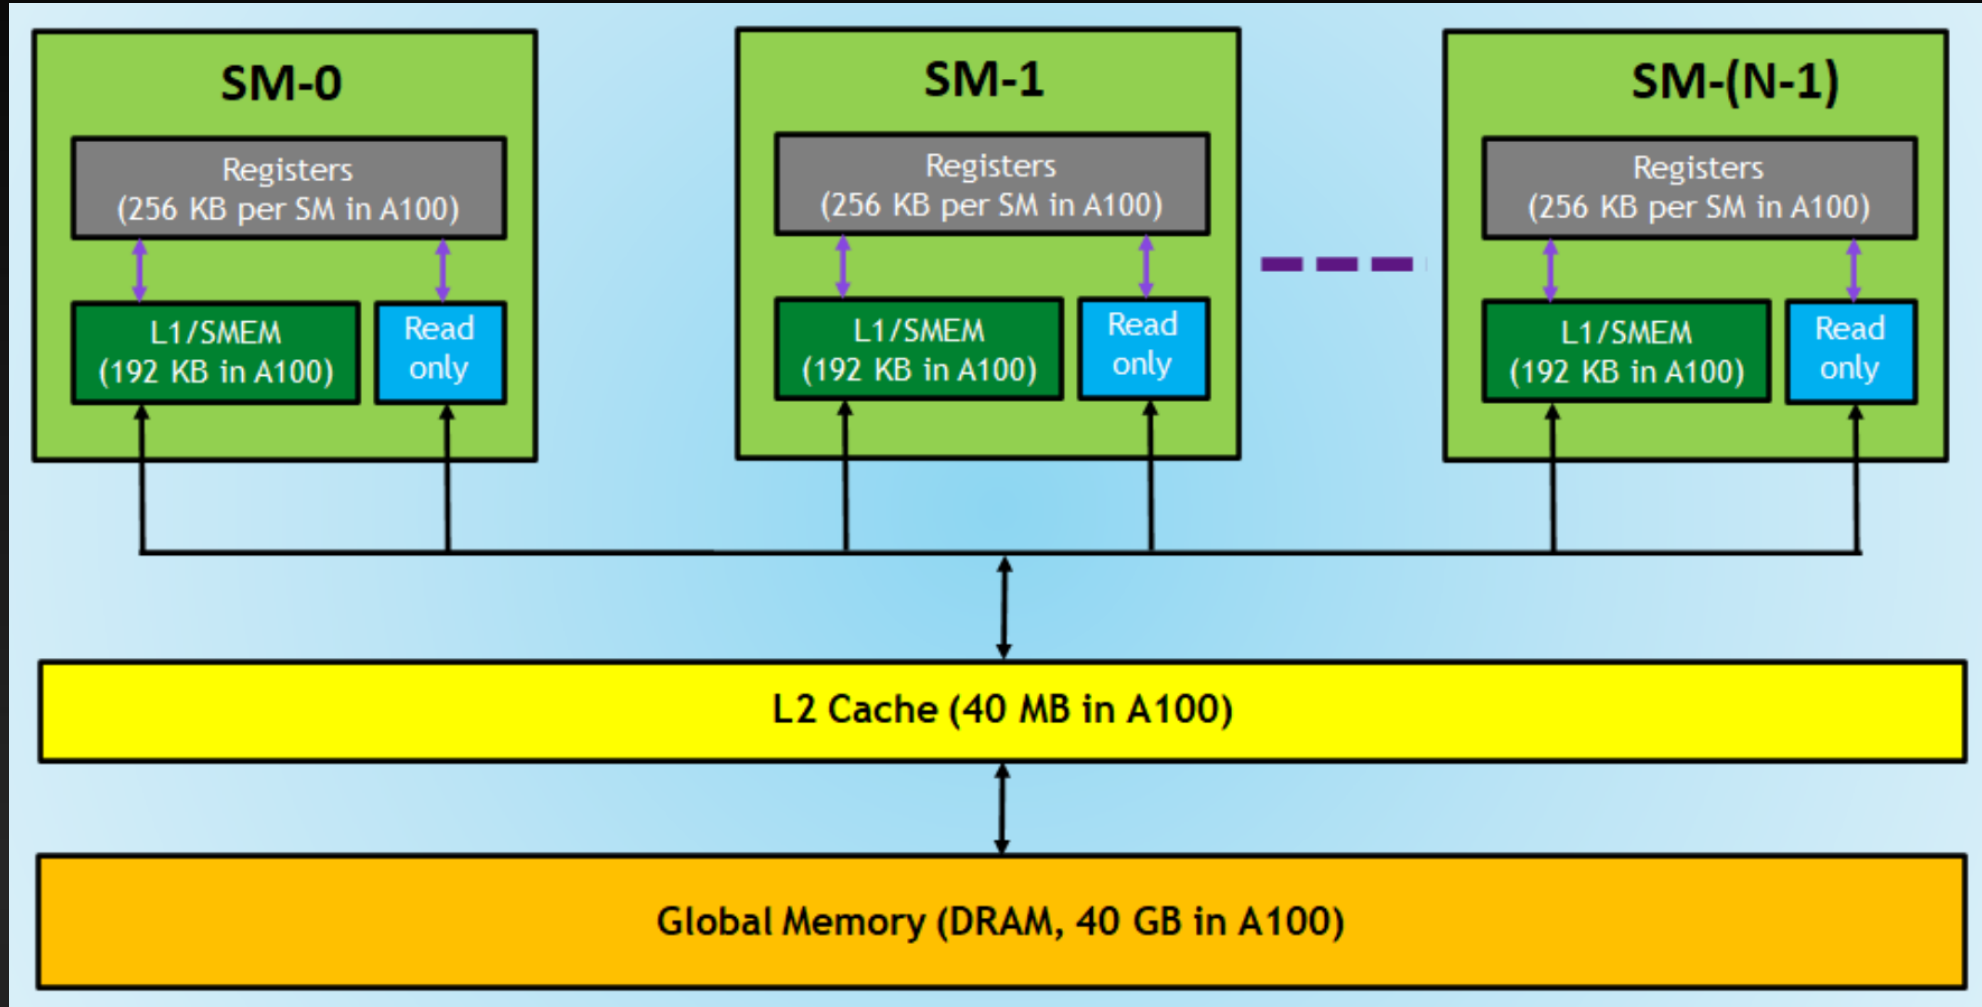 SM-0
Registers
(256 KB per SM in A100)
L1/SMEM
(192 KB in A100)
Read
only
SM-1
Registers
(256 KB per SM in A100)
L1/SMEM
(192 KB in A100)
Read
only
SM-(N-1)
Registers
(256 KB per SM in A100)
L1/SMEM
(192 KB in A100)
Read
only
L2 Cache (40 MB in A100)
Global Memory (DRAM, 40 GB in A100)